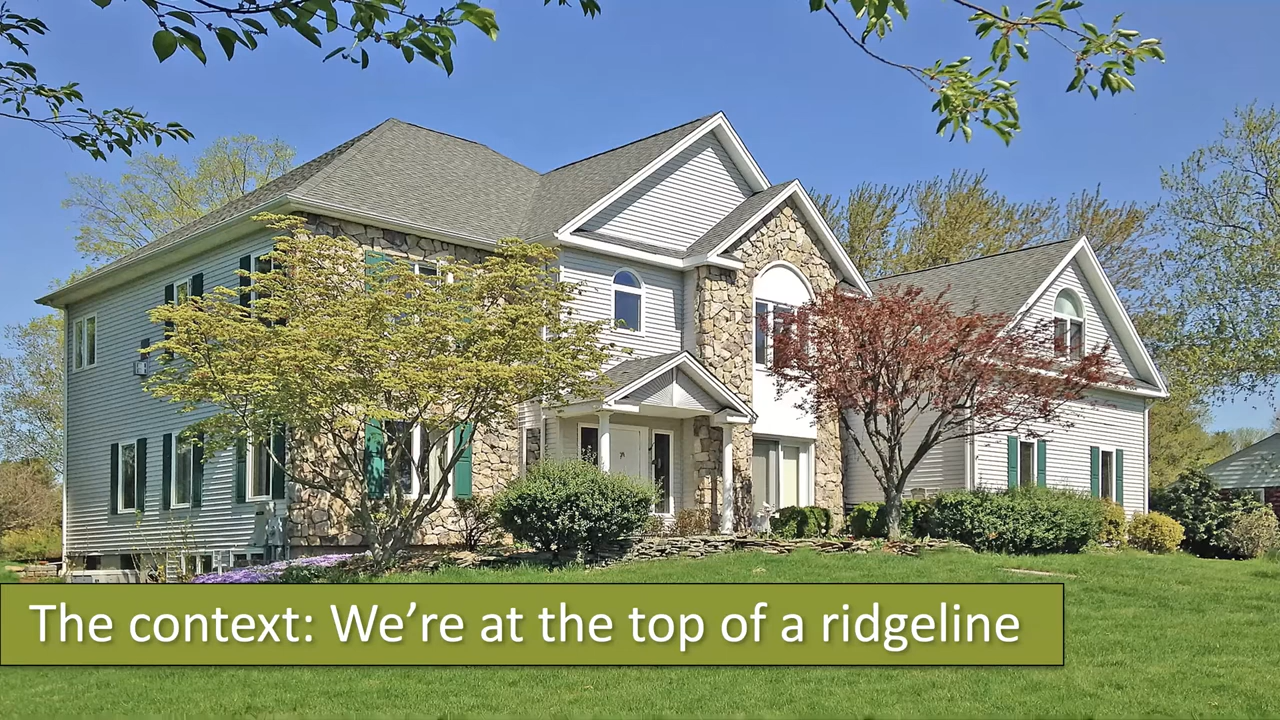 The context: We’re at the top of a ridgeline